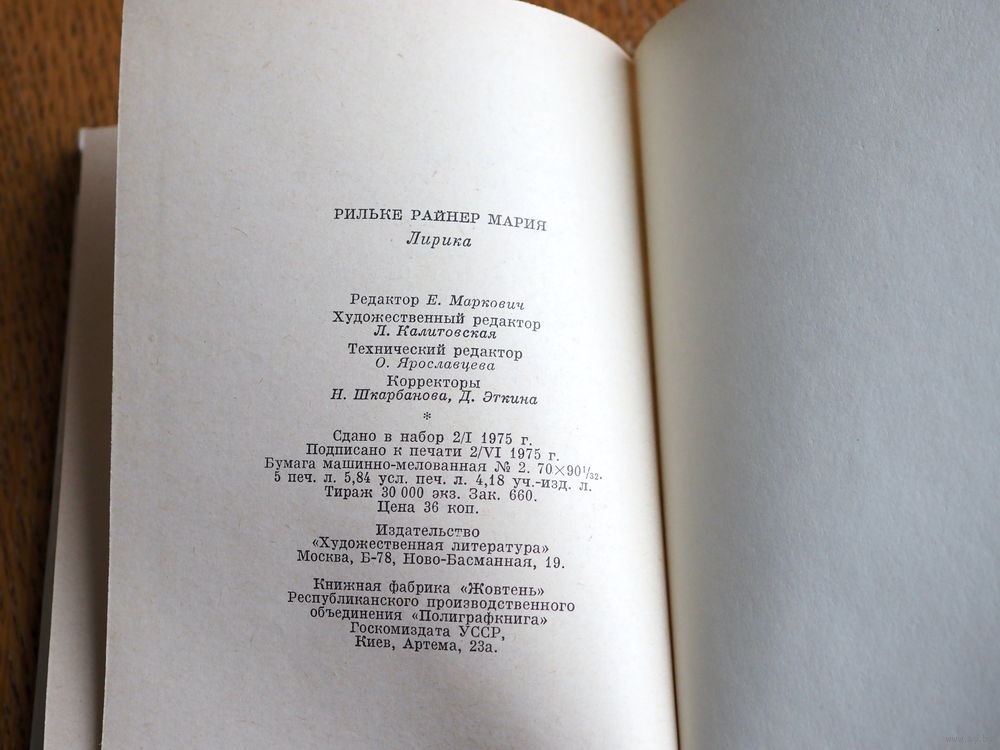 РИЛЬКЕ РАЙНЕР МАРИЯ
Лирика
Редактор Е. Маркович
Художественный редактор
Л. Калитовская
Технический редактор
О. Ярославцева
Корректоры
Н. Шкарбанова, Д. Эткина
*
Сдано в набор 2/I 1975 г.
Подписано к печати 2/VI 1975 г.
Бумага машинно-мелованная № 2. 70×90 1/32.
5 печ. л. 5,84 усл. печ. л. 4,18 уч.-изд. л.
Тираж 30 000 экз. Зак. 660.
Цена 36 коп.
Издательство
«Художественная литература»
Москва, Б-78, Ново-Басманная, 19.
Книжная фабрика «Жовтень»
Республиканского производственного
объединения «Полиграфкнига»
Госкомиздата УССР,
Киев, Артема, 23а.